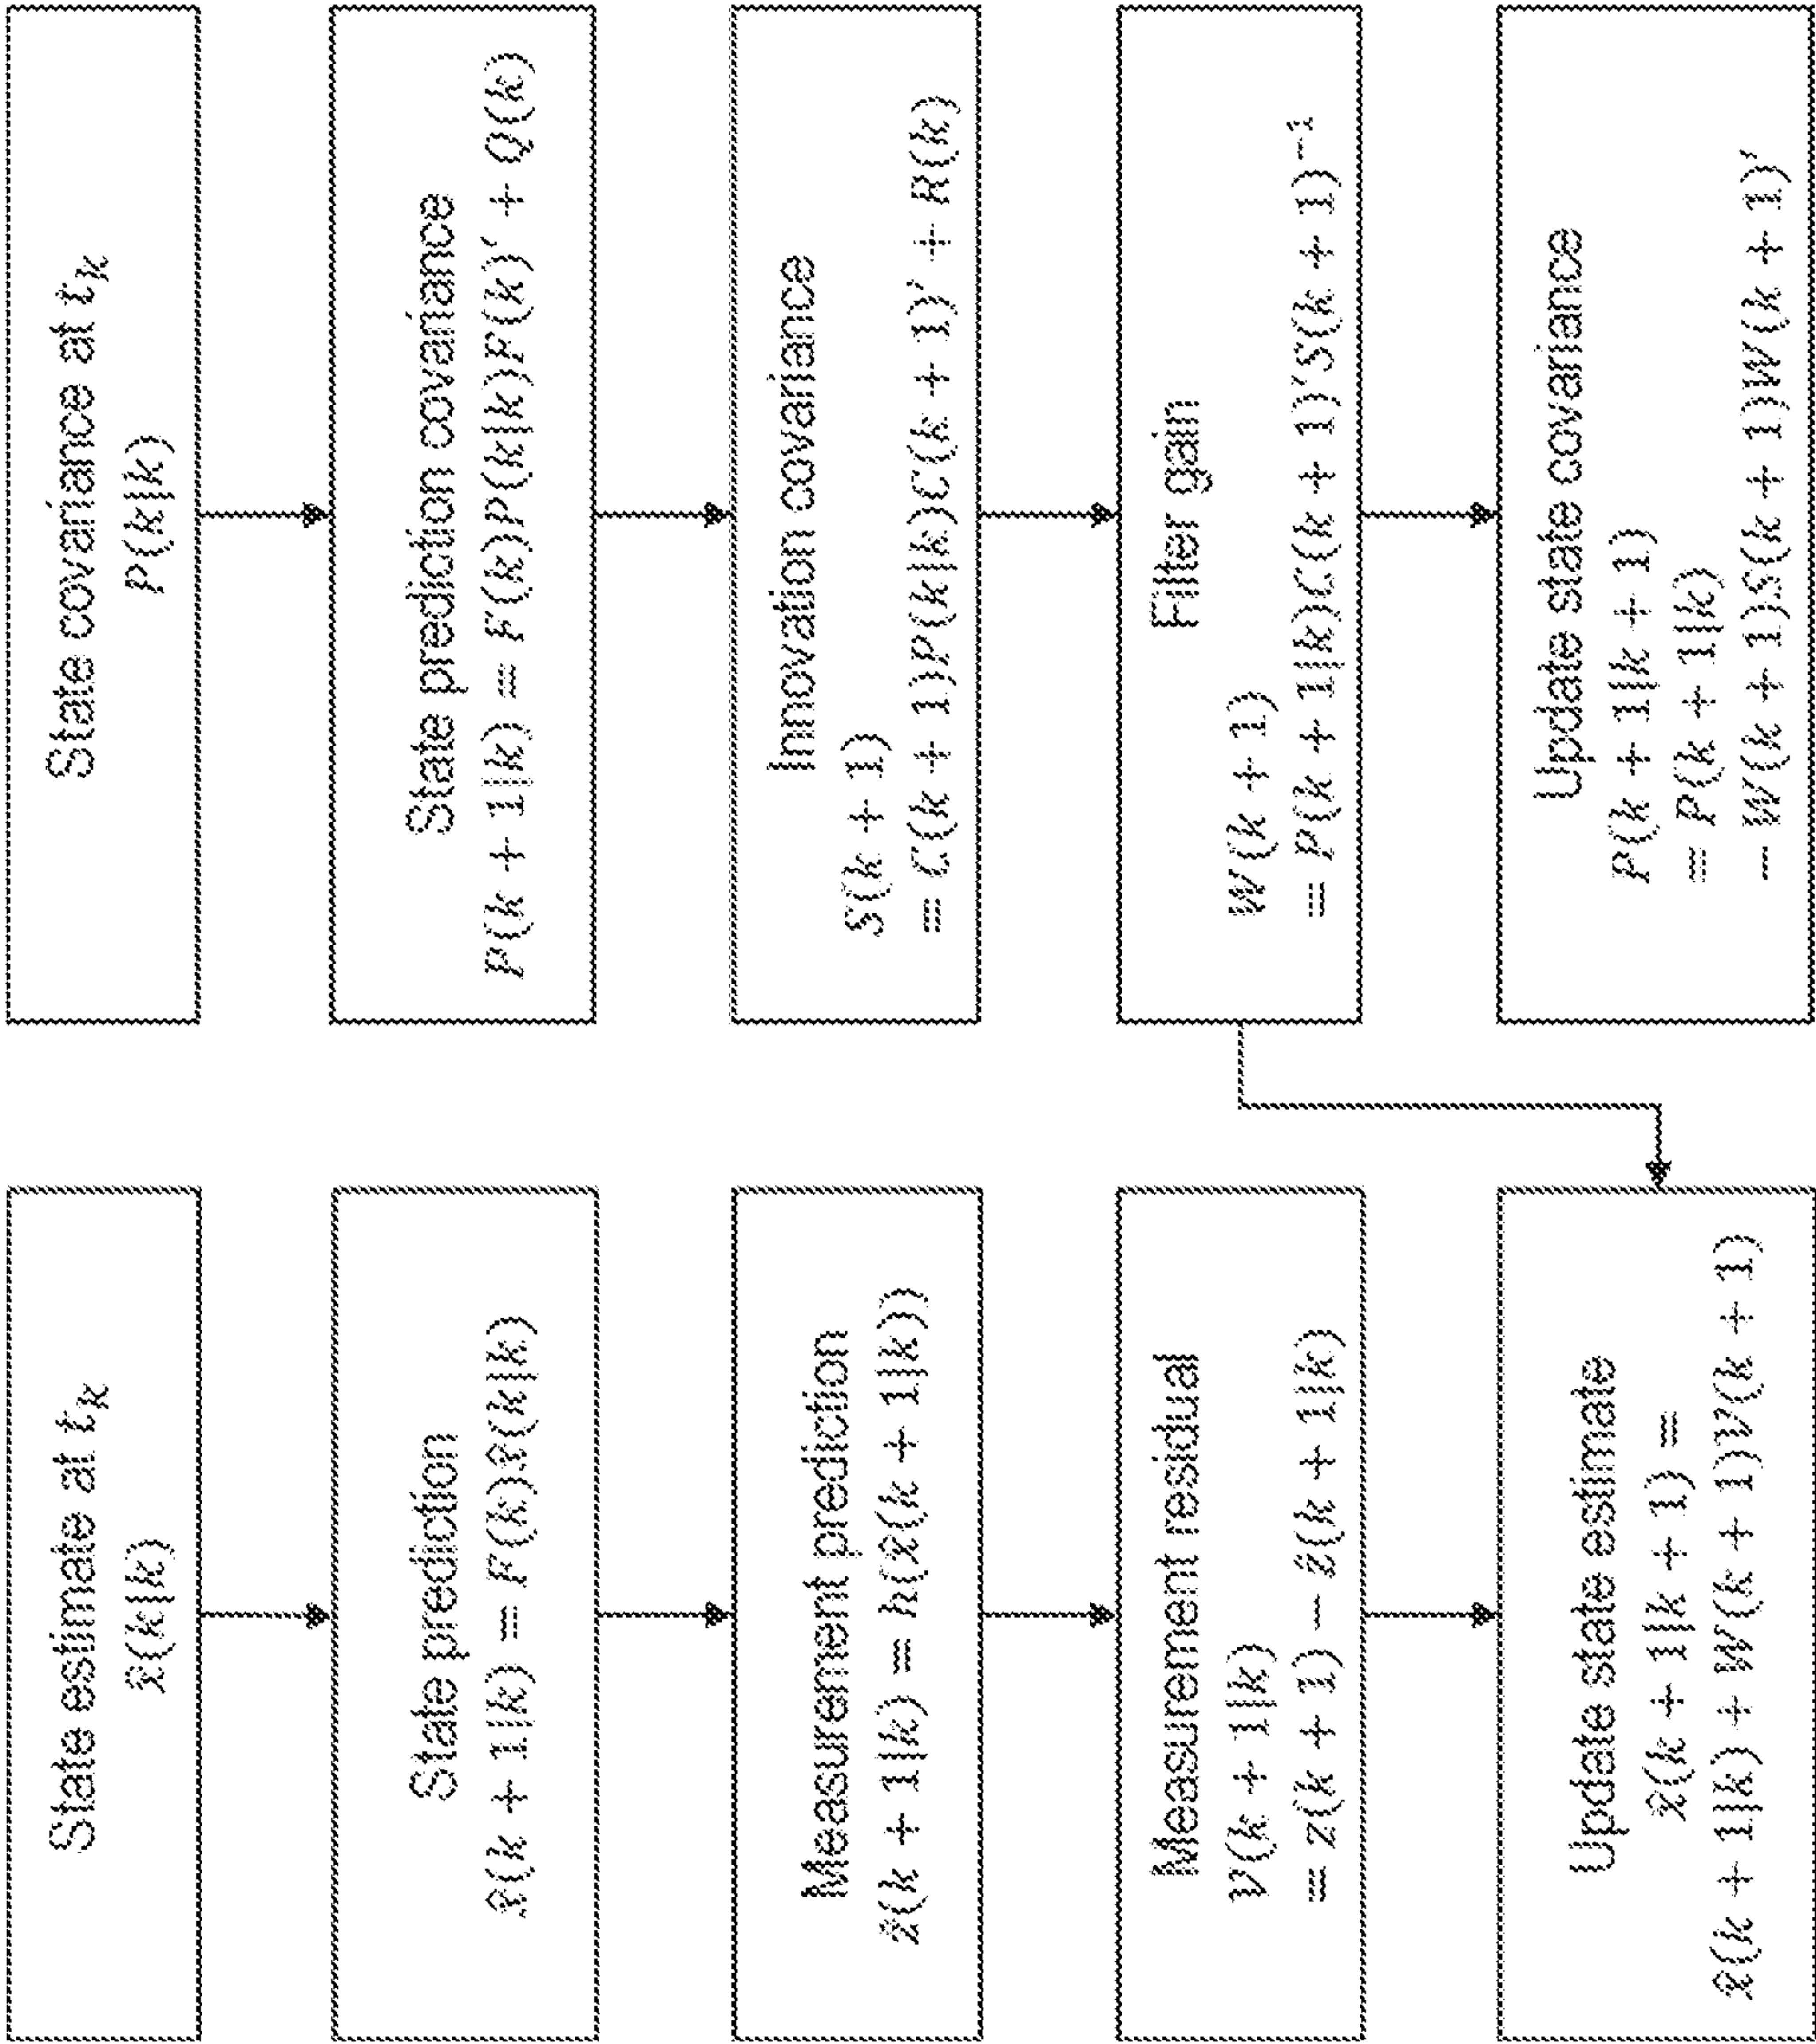 State estimate at tₖ
x̂(k|k)
State prediction
x̂(k + 1|k) = F(k)x̂(k|k)
Measurement prediction
ẑ(k + 1|k) = h(x̂(k + 1|k))
Measurement residual
V(k + 1|k)
= z(k + 1) − ẑ(k + 1|k)
Update state estimate
x̂(k + 1|k + 1) =
x̂(k + 1|k) + W(k + 1)V(k + 1)
State covariance at tₖ
P(k|k)
State prediction covariance
P(k + 1|k) = F(k)P(k|k)F(k)′ + Q(k)
Innovation covariance
S(k + 1)
= C(k + 1)P(k|k)C(k + 1)′ + R(k)
Filter gain
W(k + 1)
= P(k + 1|k)C(k + 1)′S(k + 1)⁻¹
Update state covariance
P(k + 1|k + 1)
= P(k + 1|k)
− W(k + 1)S(k + 1)W(k + 1)′